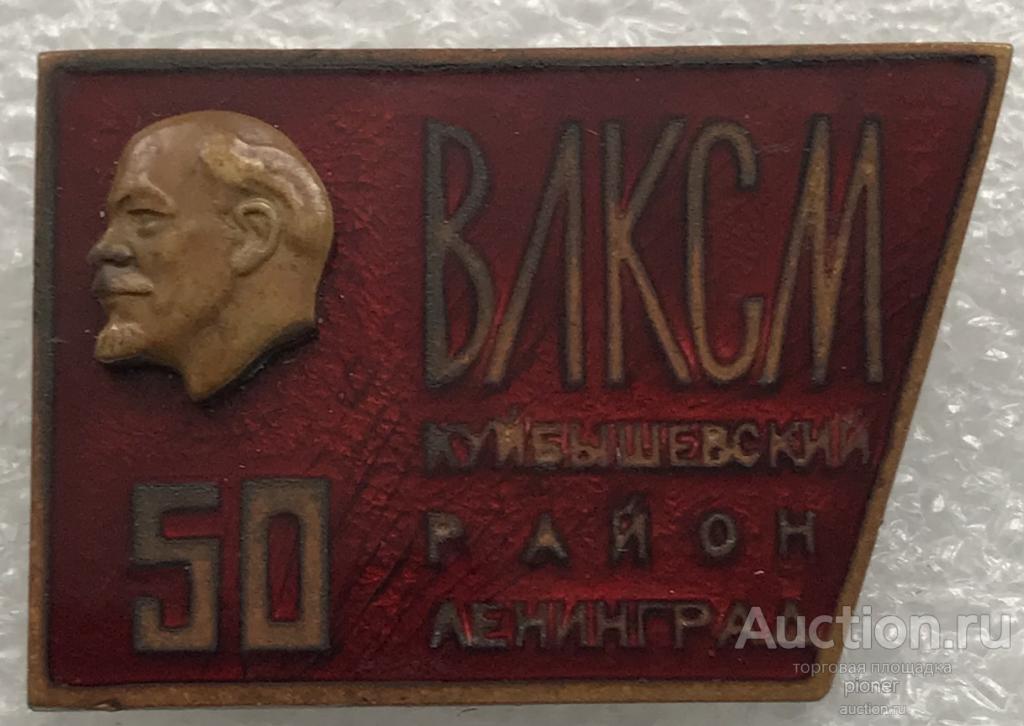 ВЛКСМ
КУЙБЫШЕВСКИЙ
РАЙОН
ЛЕНИНГРАД
50
Auction.ru
торговая площадка
pioner
auction.ru